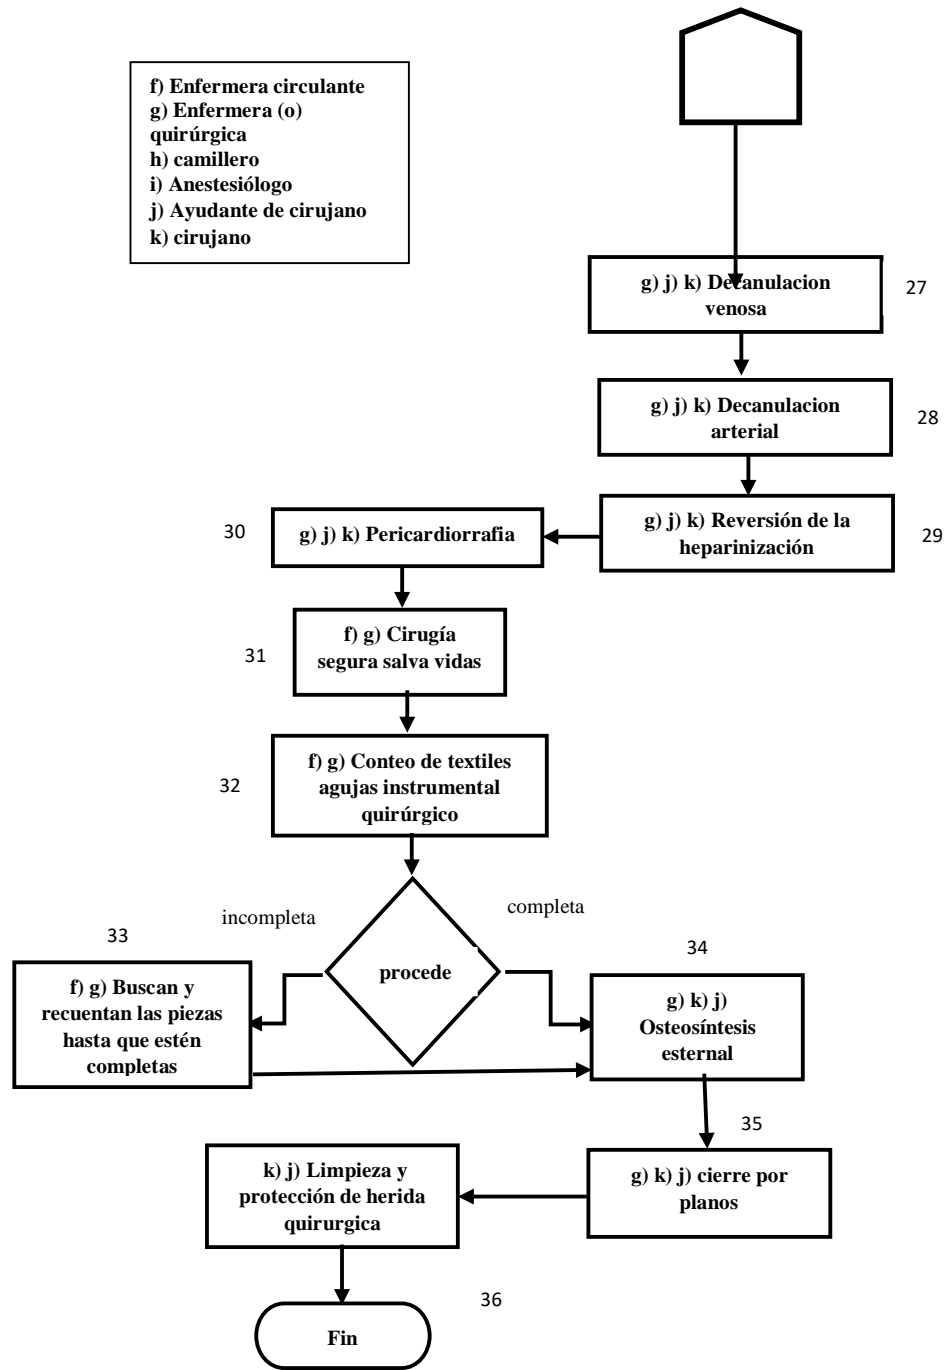 f) Enfermera circulante
g) Enfermera (o)
quirúrgica
h) camillero
i) Anestesiólogo
j) Ayudante de cirujano
k) cirujano
g) j) k) Decanulacion
venosa
27
g) j) k) Decanulacion
arterial
28
g) j) k) Reversión de la
heparinización
29
30
g) j) k) Pericardiorrafia
31
f) g) Cirugía
segura salva vidas
32
f) g) Conteo de textiles
agujas instrumental
quirúrgico
incompleta
completa
procede
33
f) g) Buscan y
recuentan las piezas
hasta que estén
completas
34
g) k) j)
Osteosíntesis
esternal
35
g) k) j) cierre por
planos
k) j) Limpieza y
protección de herida
quirurgica
36
Fin